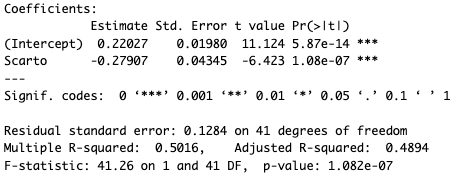 Coefficients:
            Estimate Std. Error t value Pr(>|t|)
(Intercept)  0.22027    0.01980  11.124 5.87e-14 ***
Scarto      -0.27907    0.04345  -6.423 1.08e-07 ***
---
Signif. codes:  0 ‘***’ 0.001 ‘**’ 0.01 ‘*’ 0.05 ‘.’ 0.1 ‘ ’ 1
Residual standard error: 0.1284 on 41 degrees of freedom
Multiple R-squared:  0.5016,    Adjusted R-squared:  0.4894
F-statistic: 41.26 on 1 and 41 DF,  p-value: 1.082e-07